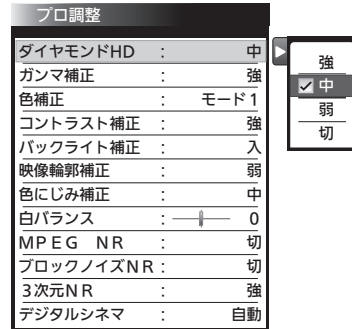 プロ調整
ダイヤモンドHD : 中
ガンマ補正 : 強
色補正 : モード1
コントラスト補正 : 強
バックライト補正 : 入
映像輪郭補正 : 弱
色にじみ補正 : 中
白バランス : 0
MPEG NR : 切
ブロックノイズNR : 切
3次元NR : 強
デジタルシネマ : 自動
強
中
弱
切